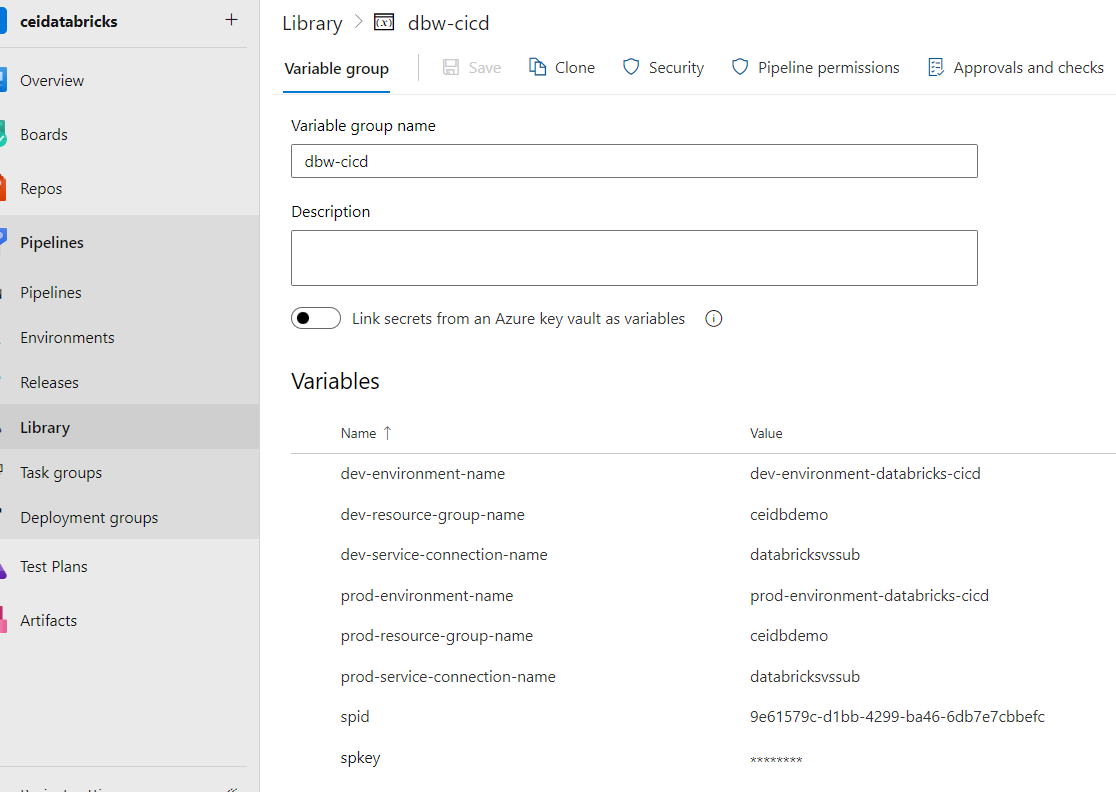 ceidatabricks +
Overview
Boards
Repos
Pipelines
Pipelines
Environments
Releases
Library
Task groups
Deployment groups
Test Plans
Artifacts
Library > (x) dbw-cicd
Variable group Save Clone Security Pipeline permissions Approvals and checks
Variable group name
dbw-cicd
Description
Link secrets from an Azure key vault as variables
Variables
Name ↑ Value
dev-environment-name dev-environment-databricks-cicd
dev-resource-group-name ceidbdemo
dev-service-connection-name databricksvssub
prod-environment-name prod-environment-databricks-cicd
prod-resource-group-name ceidbdemo
prod-service-connection-name databricksvssub
spid 9e61579c-d1bb-4299-ba46-6db7e7cbbefc
spkey ********